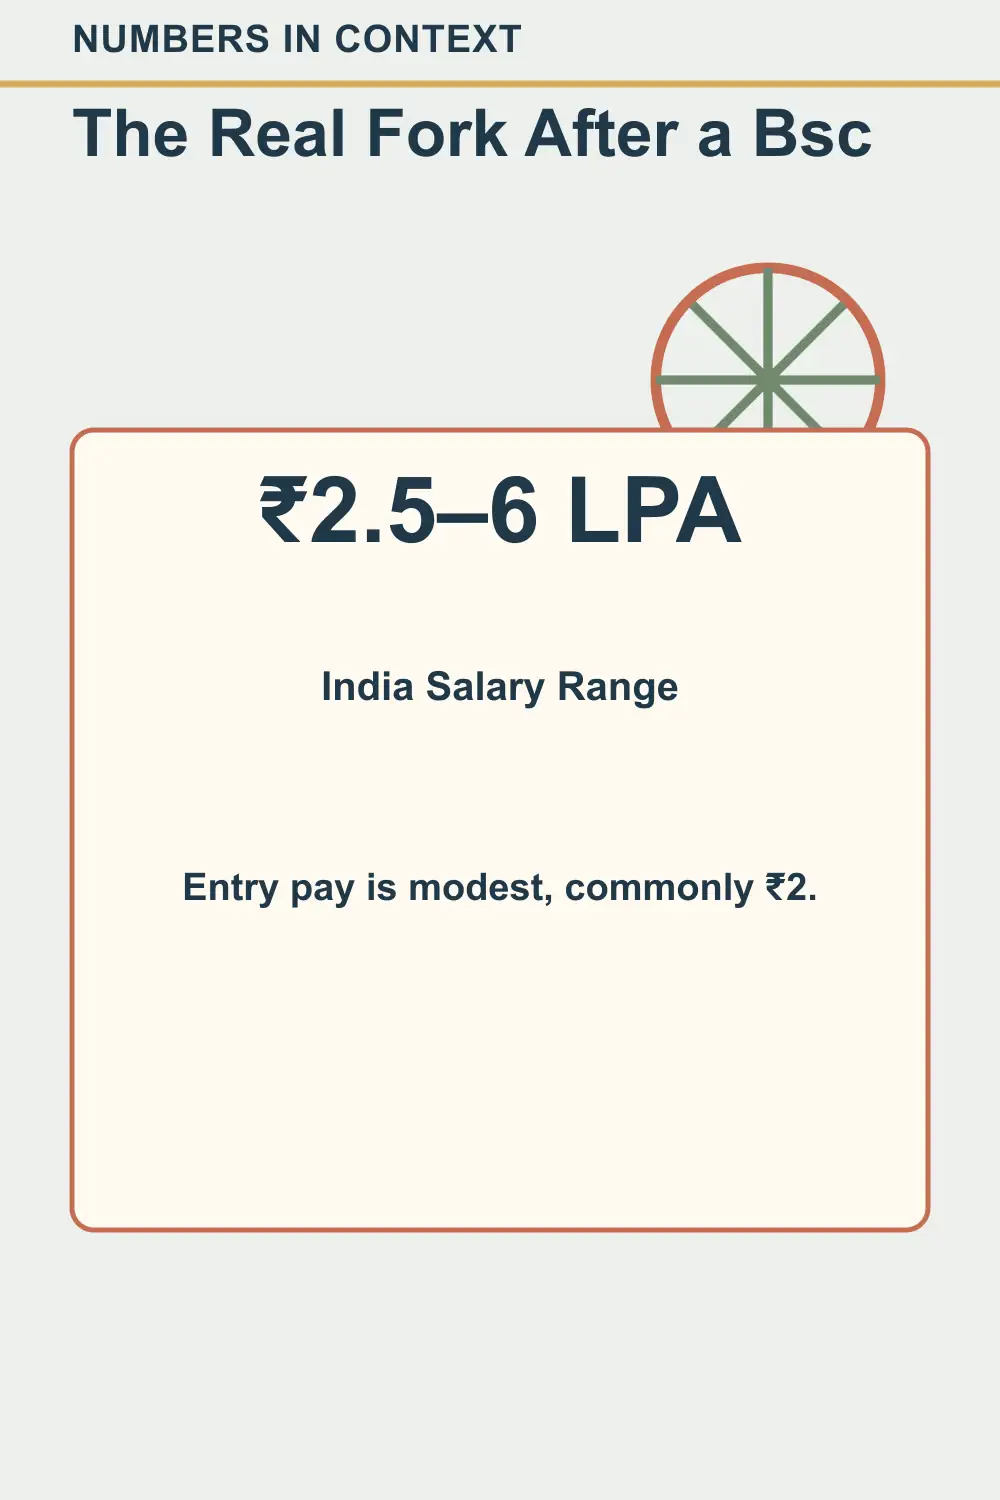 NUMBERS IN CONTEXT
The Real Fork After a Bsc
₹2.5–6 LPA
India Salary Range
Entry pay is modest, commonly ₹2.